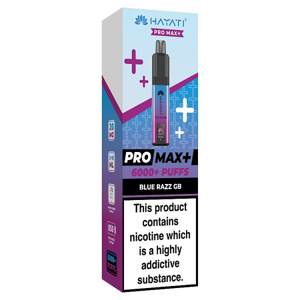 HAYATI
PRO MAX+
PRO MAX+
6000+ PUFFS
BLUE RAZZ GB
This product
contains
nicotine which
is a highly
addictive
substance.